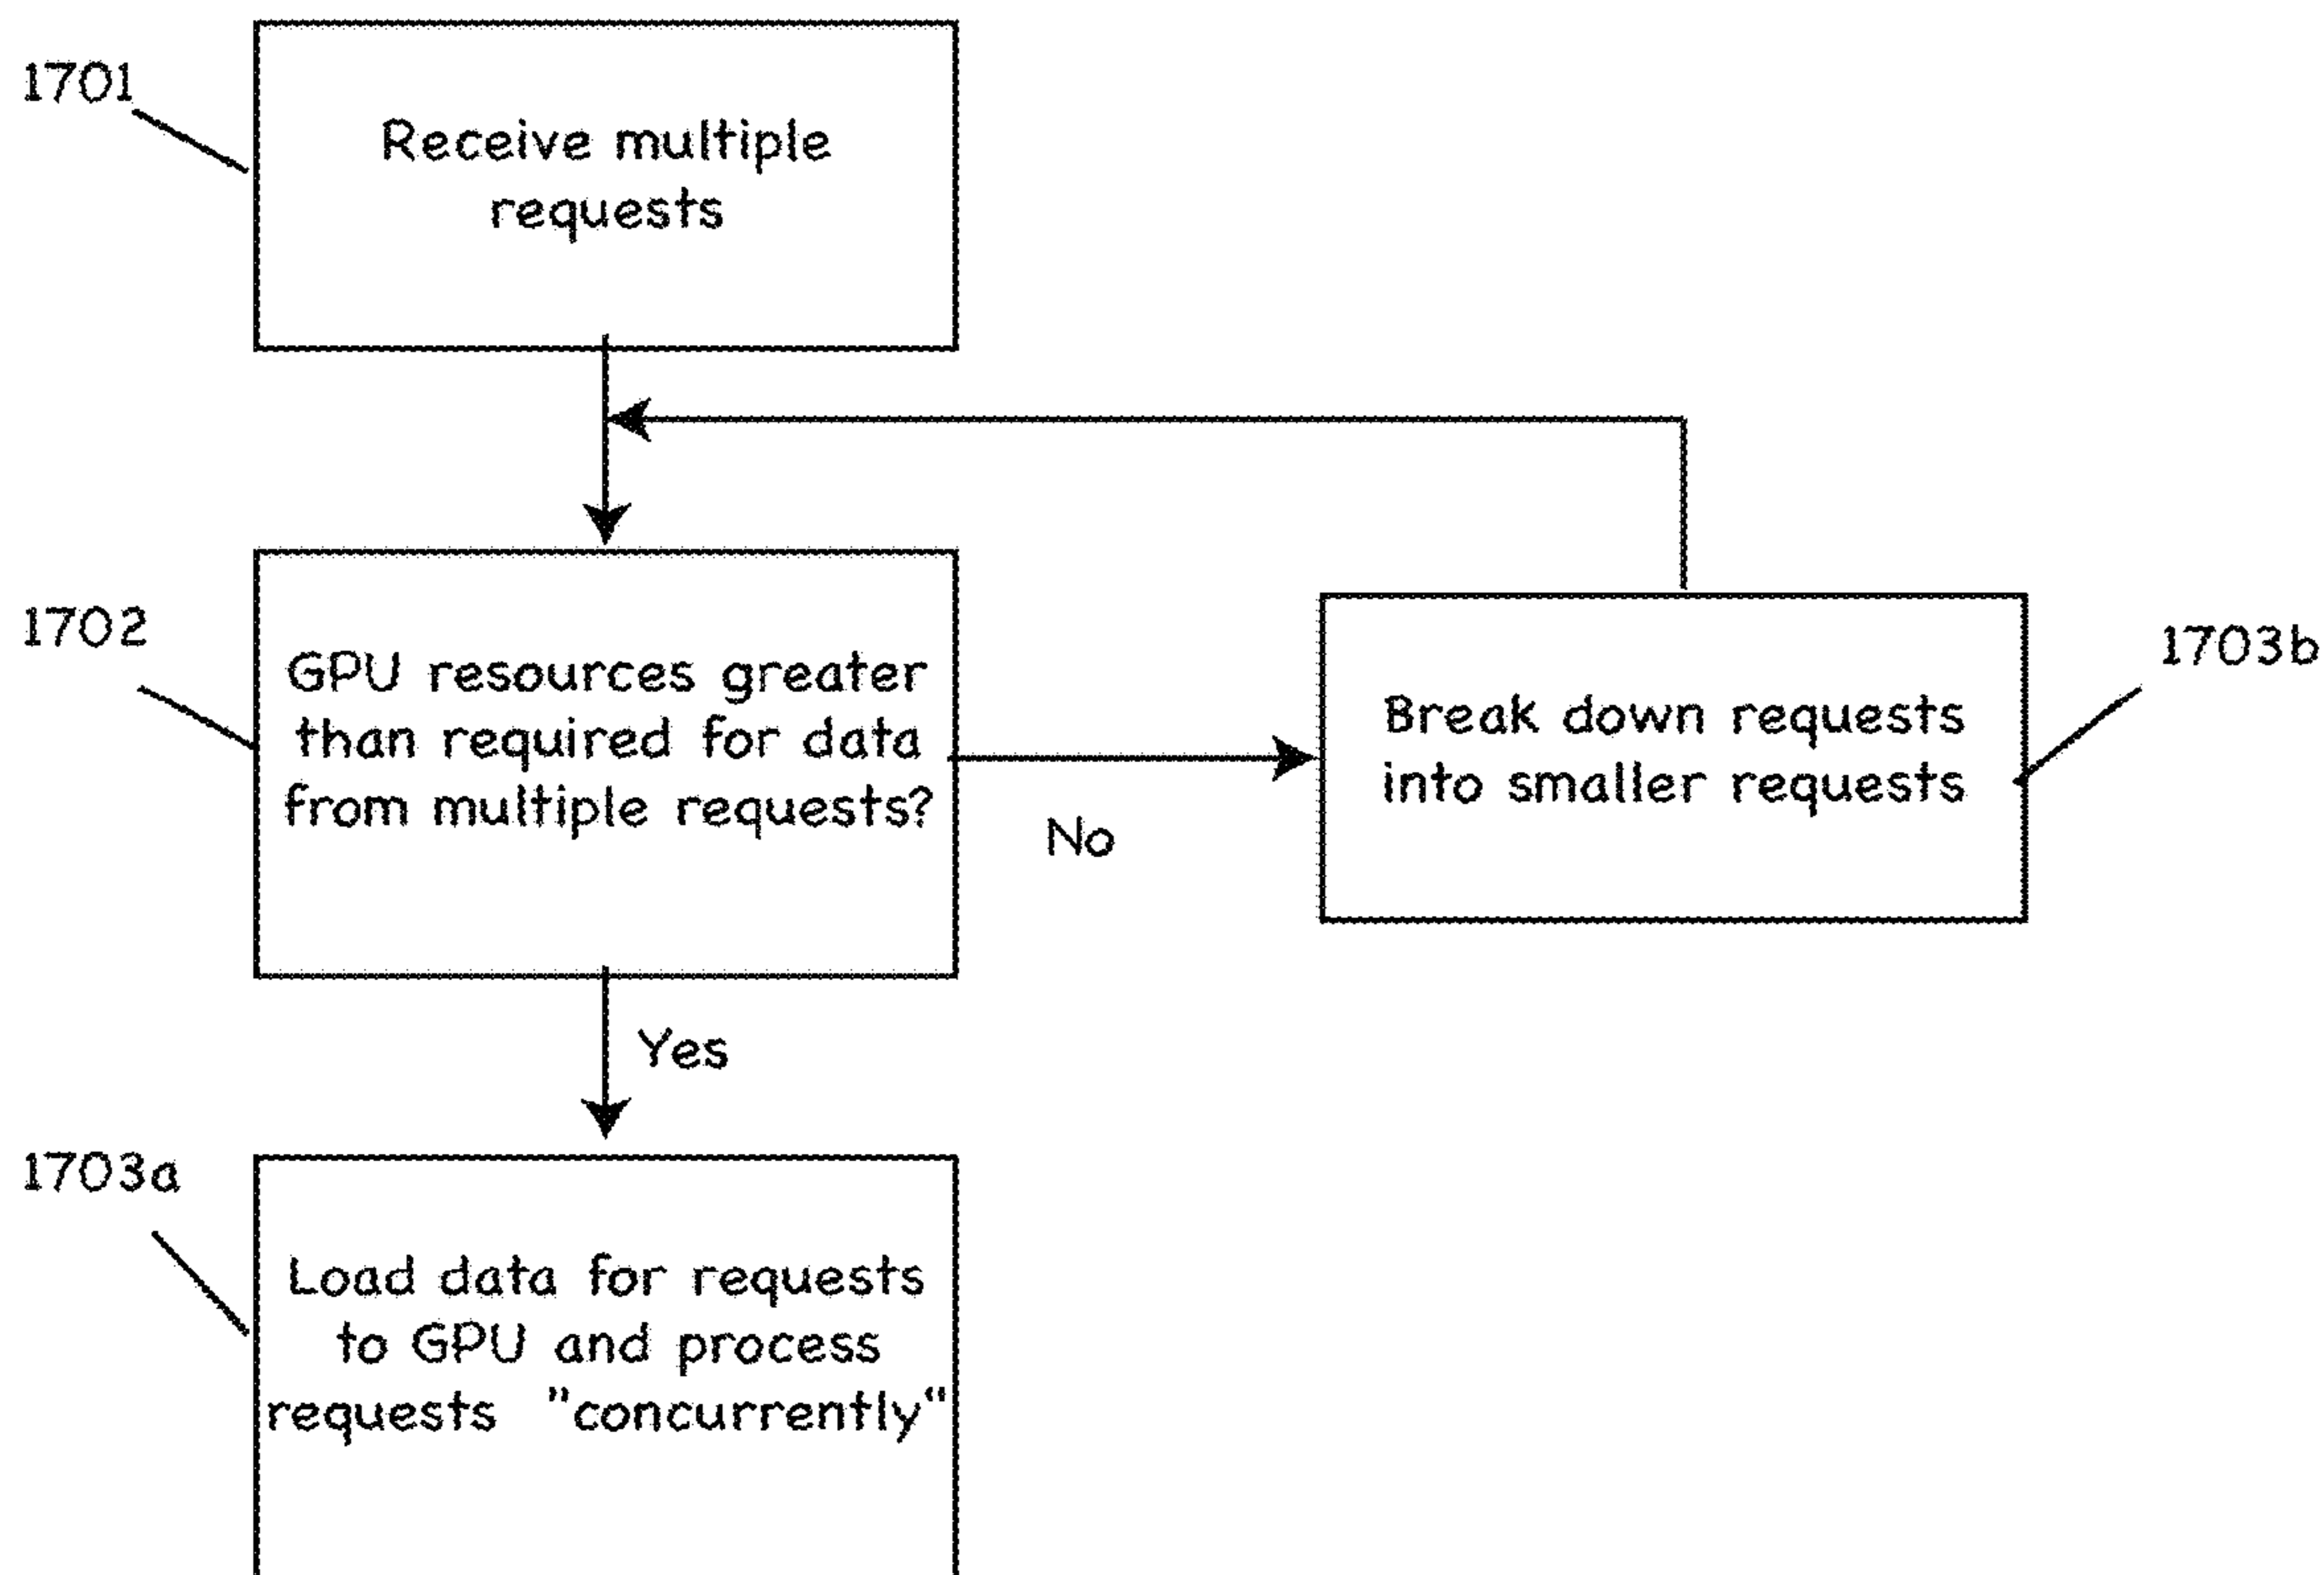 1701
Receive multiple
requests
1702
GPU resources greater
than required for data
from multiple requests?
No
Break down requests
into smaller requests
1703b
Yes
1703a
Load data for requests
to GPU and process
requests "concurrently"